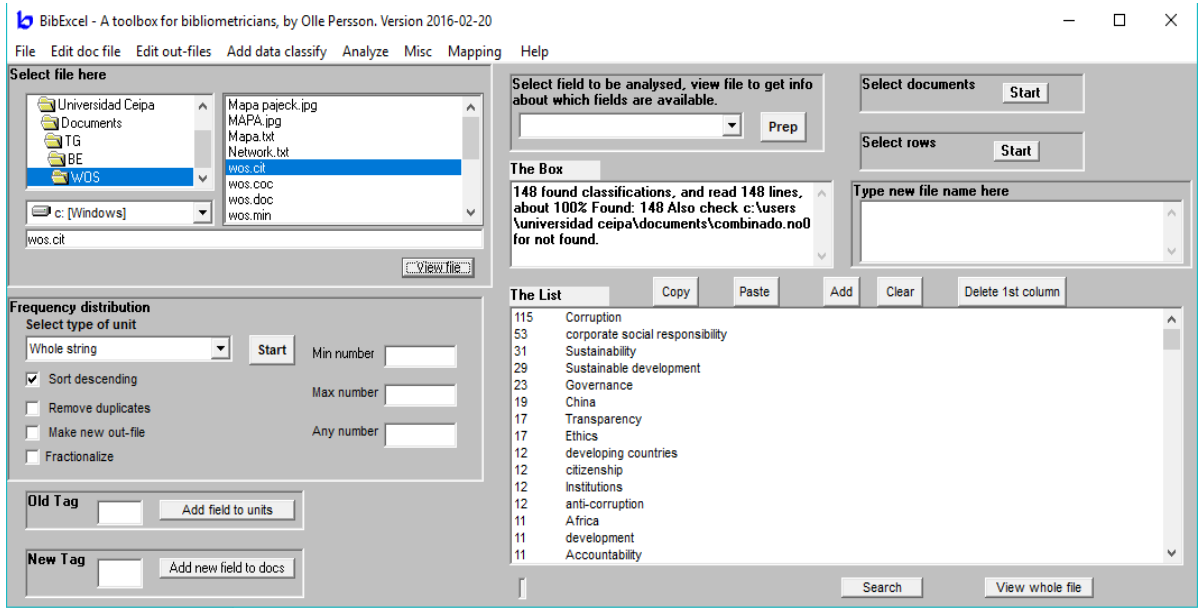 BibExcel - A toolbox for bibliometricians, by Olle Persson. Version 2016-02-20
File Edit doc file Edit out-files Add data classify Analyze Misc Mapping Help
Select file here
Universidad Ceipa
Documents
TG
BE
WOS
c: [Windows]
Mapa pajeck.jpg
MAPA.jpg
Mapa.txt
Network.txt
wos.cit
wos.coc
wos.doc
wos.min
wos.cit
View file
Frequency distribution
Select type of unit
Whole string
Start
Sort descending
Remove duplicates
Make new out-file
Fractionalize
Min number
Max number
Any number
Old Tag
Add field to units
New Tag
Add new field to docs
Select field to be analysed, view file to get info
about which fields are available.
Prep
Select documents
Start
Select rows
Start
The Box
148 found classifications, and read 148 lines,
about 100% Found: 148 Also check c:\users
\universidad ceipa\documents\combinado.no0
for not found.
Type new file name here
The List
Copy
Paste
Add
Clear
Delete 1st column
115 Corruption
53 corporate social responsibility
31 Sustainability
29 Sustainable development
23 Governance
19 China
17 Transparency
17 Ethics
12 developing countries
12 citizenship
12 Institutions
12 anti-corruption
11 Africa
11 development
11 Accountability
Search
View whole file